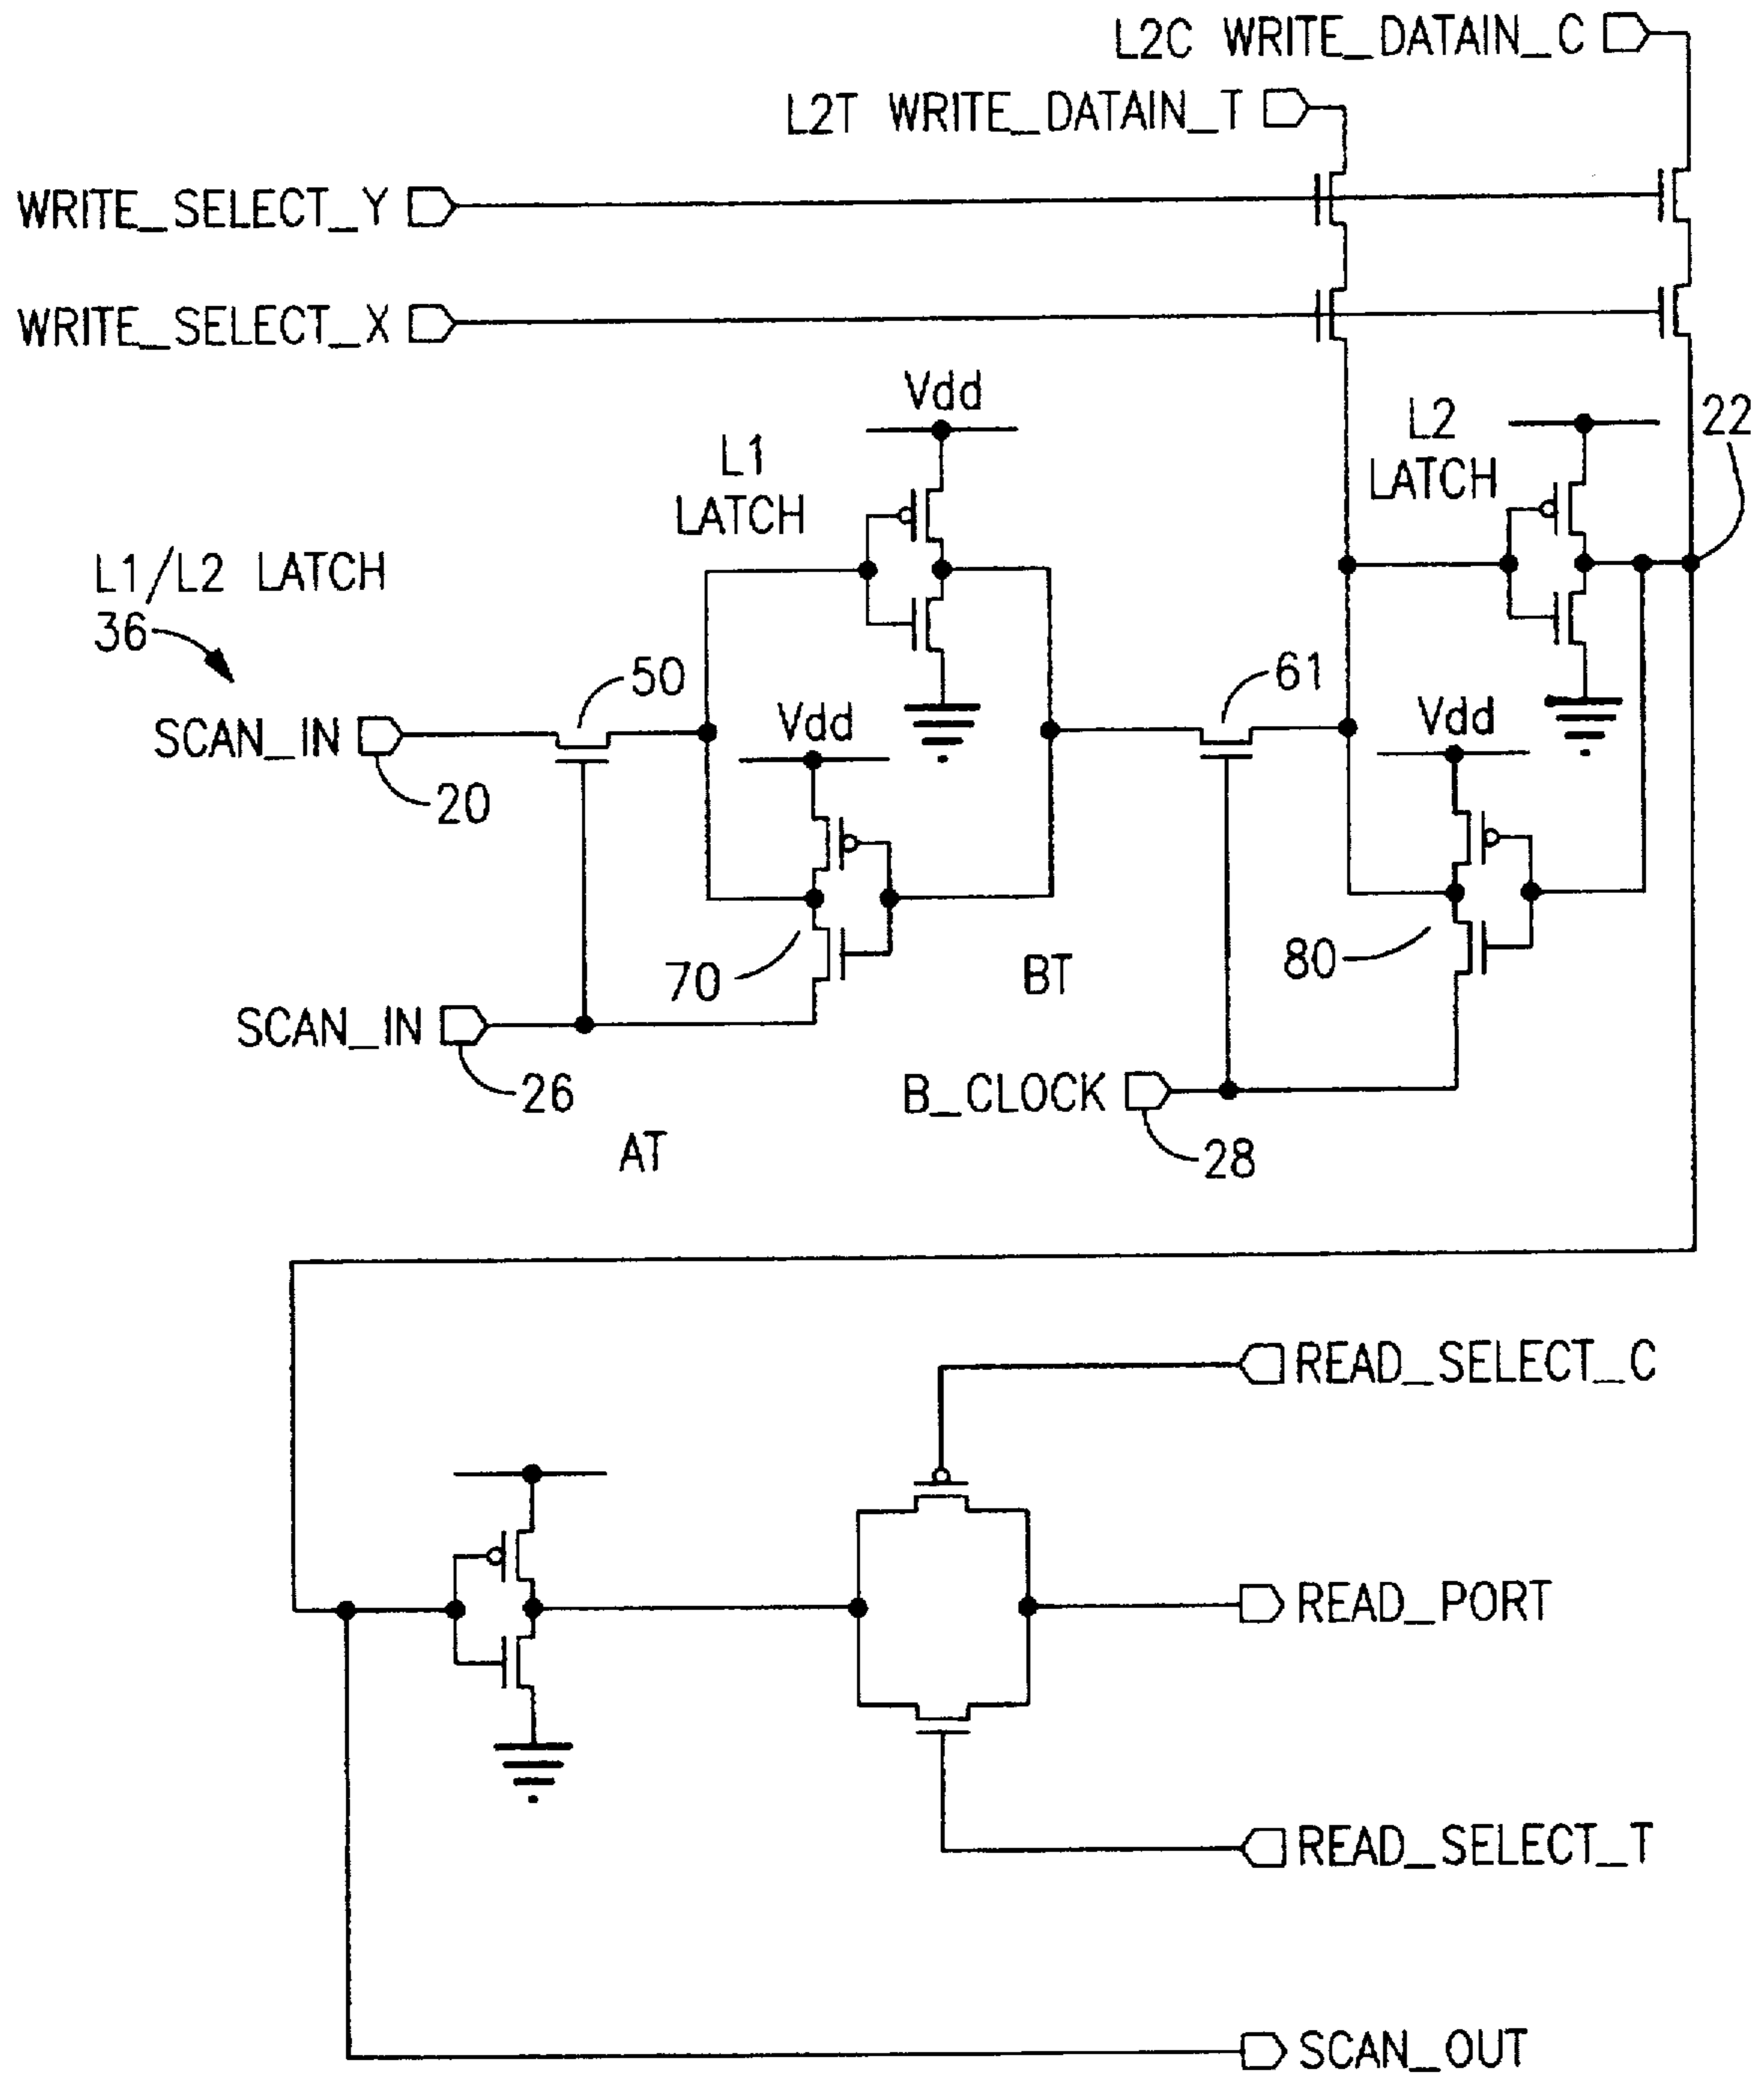 L2C WRITE_DATAIN_C
L2T WRITE_DATAIN_T
WRITE_SELECT_Y
WRITE_SELECT_X
Vdd
L1
LATCH
L2
LATCH
22
L1/L2 LATCH
36
50
61
SCAN_IN
20
Vdd
Vdd
70
BT
80
SCAN_IN
26
B_CLOCK
28
AT
READ_SELECT_C
READ_PORT
READ_SELECT_T
SCAN_OUT